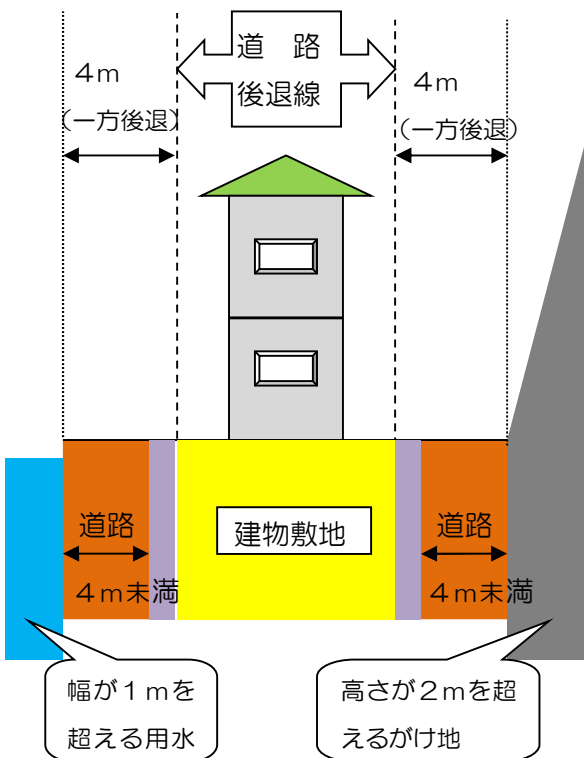 道　路
後退線
４ｍ
（一方後退）
４ｍ
（一方後退）
建物敷地
道路
４ｍ未満
道路
４ｍ未満
幅が１ｍを
超える用水
高さが２ｍを超
えるがけ地